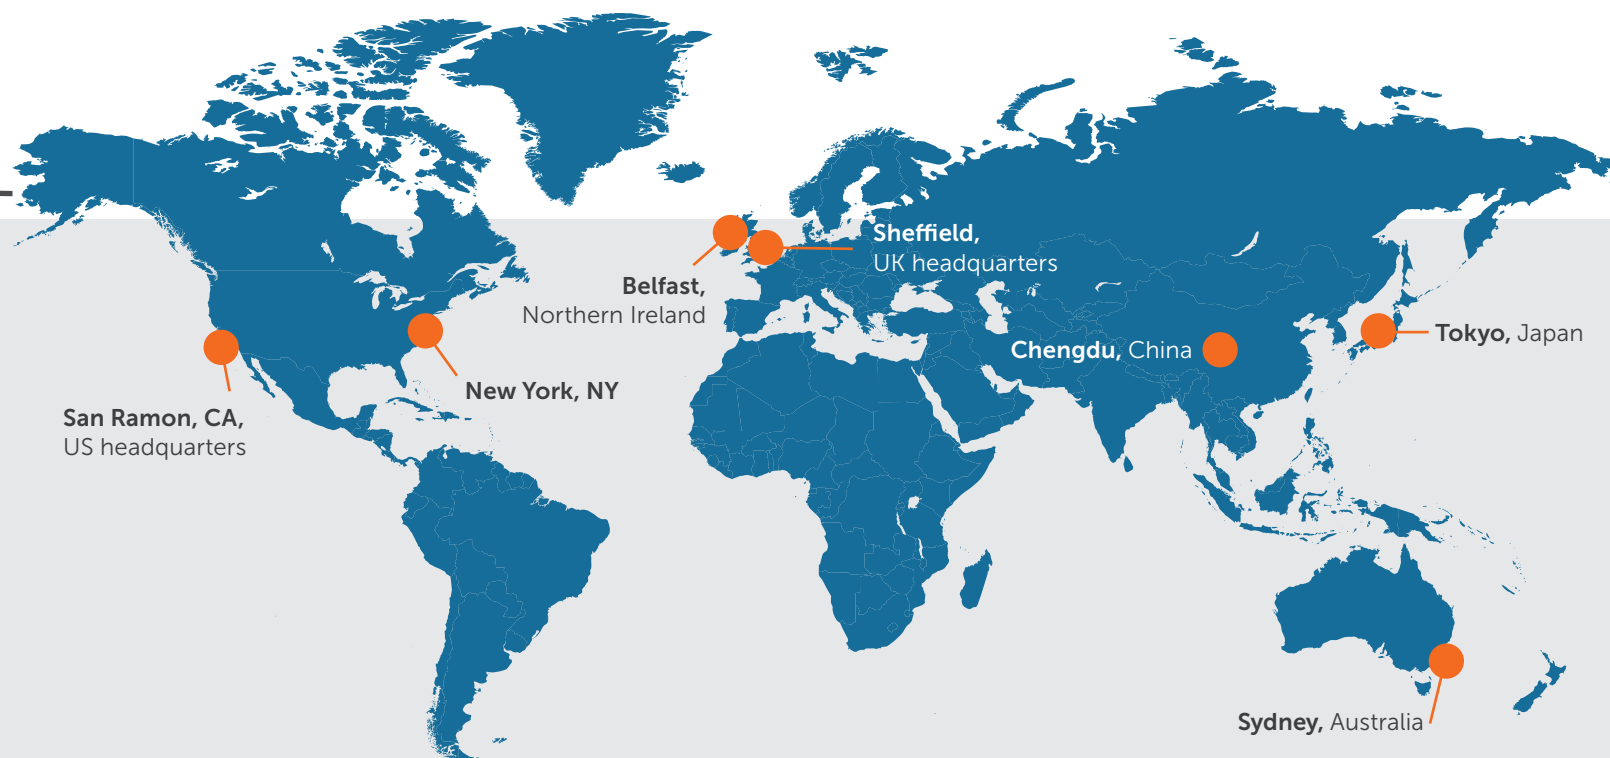 Sheffield,
UK headquarters
Belfast,
Northern Ireland
Tokyo, Japan
Chengdu, China
New York, NY
San Ramon, CA,
US headquarters
Sydney, Australia